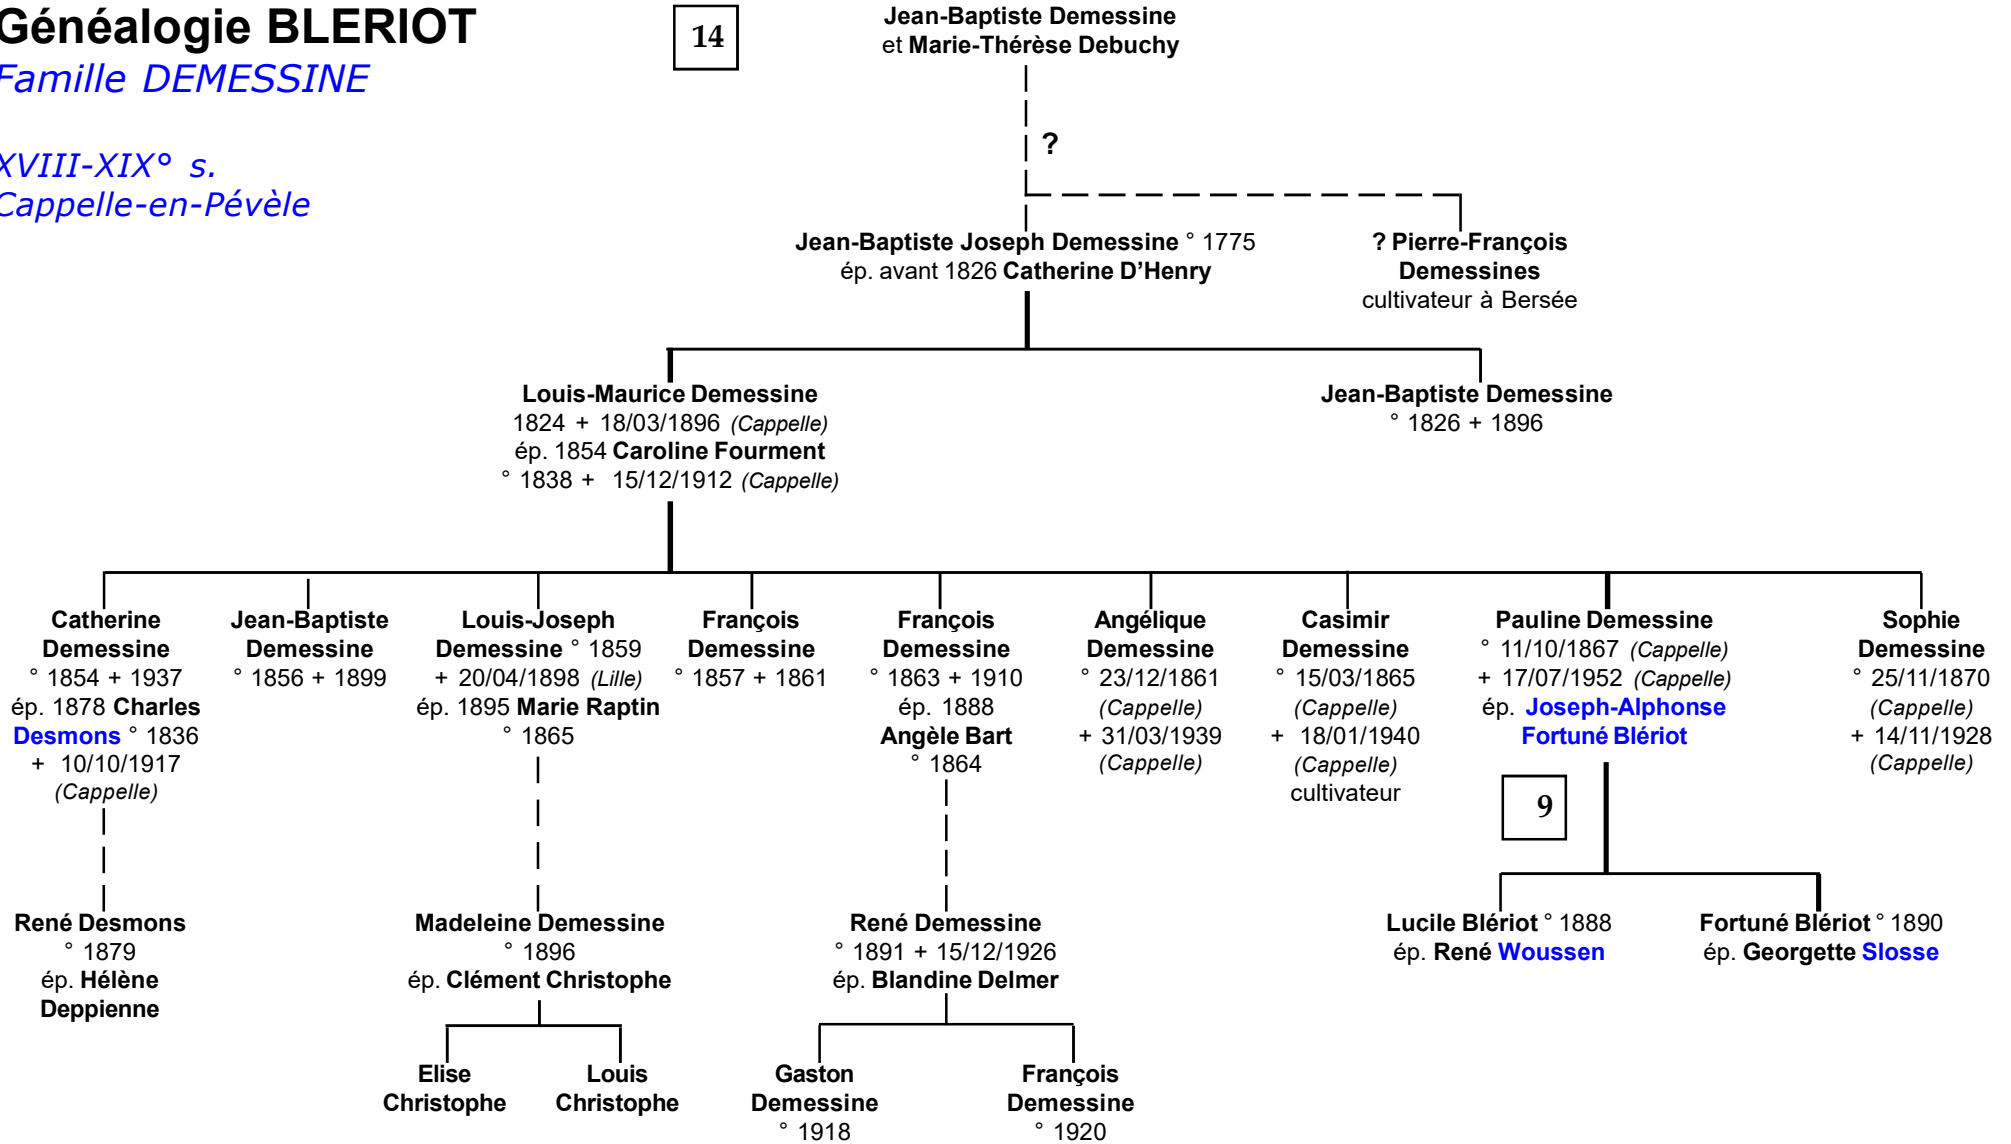 Généalogie BLERIOT
Famille DEMESSINE
XVIII-XIX° s.
Cappelle-en-Pévèle
14
Jean-Baptiste Demessine
et Marie-Thérèse Debuchy
?
Jean-Baptiste Joseph Demessine ° 1775
ép. avant 1826 Catherine D'Henry
? Pierre-François
Demessines
cultivateur à Bersée
Louis-Maurice Demessine
1824 + 18/03/1896 (Cappelle)
ép. 1854 Caroline Fourment
° 1838 + 15/12/1912 (Cappelle)
Jean-Baptiste Demessine
° 1826 + 1896
Catherine
Demessine
° 1854 + 1937
ép. 1878 Charles
Desmons ° 1836
+ 10/10/1917
(Cappelle)
Jean-Baptiste
Demessine
° 1856 + 1899
Louis-Joseph
Demessine ° 1859
+ 20/04/1898 (Lille)
ép. 1895 Marie Raptin
° 1865
François
Demessine
° 1857 + 1861
François
Demessine
° 1863 + 1910
ép. 1888
Angèle Bart
° 1864
Angélique
Demessine
° 23/12/1861
(Cappelle)
+ 31/03/1939
(Cappelle)
Casimir
Demessine
° 15/03/1865
(Cappelle)
+ 18/01/1940
(Cappelle)
cultivateur
Pauline Demessine
° 11/10/1867 (Cappelle)
+ 17/07/1952 (Cappelle)
ép. Joseph-Alphonse
Fortuné Blériot
Sophie
Demessine
° 25/11/1870
(Cappelle)
+ 14/11/1928
(Cappelle)
9
René Desmons
° 1879
ép. Hélène
Deppienne
Madeleine Demessine
° 1896
ép. Clément Christophe
René Demessine
° 1891 + 15/12/1926
ép. Blandine Delmer
Lucile Blériot ° 1888
ép. René Woussen
Fortuné Blériot ° 1890
ép. Georgette Slosse
Elise
Christophe
Louis
Christophe
Gaston
Demessine
° 1918
François
Demessine
° 1920